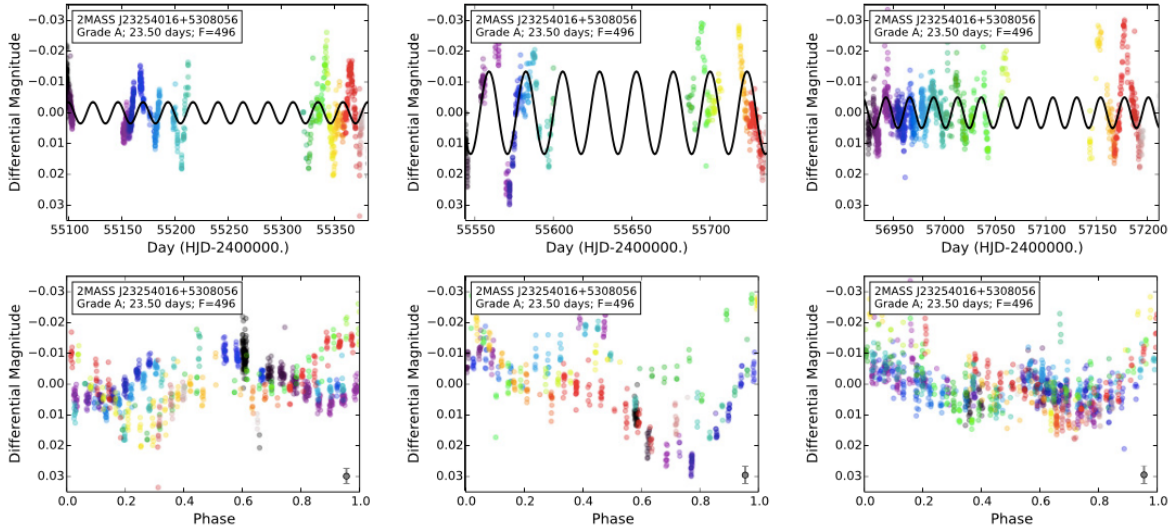 2MASS J23254016+5308056
Grade A; 23.50 days; F=496
Differential Magnitude
−0.03
−0.02
−0.01
0.00
0.01
0.02
0.03
55100 55150 55200 55250 55300 55350
Day (HJD-2400000.)
2MASS J23254016+5308056
Grade A; 23.50 days; F=496
Differential Magnitude
−0.03
−0.02
−0.01
0.00
0.01
0.02
0.03
55550 55600 55650 55700
Day (HJD-2400000.)
2MASS J23254016+5308056
Grade A; 23.50 days; F=496
Differential Magnitude
−0.03
−0.02
−0.01
0.00
0.01
0.02
0.03
56950 57000 57050 57100 57150 57200
Day (HJD-2400000.)
2MASS J23254016+5308056
Grade A; 23.50 days; F=496
Differential Magnitude
−0.03
−0.02
−0.01
0.00
0.01
0.02
0.03
0.0 0.2 0.4 0.6 0.8 1.0
Phase
2MASS J23254016+5308056
Grade A; 23.50 days; F=496
Differential Magnitude
−0.03
−0.02
−0.01
0.00
0.01
0.02
0.03
0.0 0.2 0.4 0.6 0.8 1.0
Phase
2MASS J23254016+5308056
Grade A; 23.50 days; F=496
Differential Magnitude
−0.03
−0.02
−0.01
0.00
0.01
0.02
0.03
0.0 0.2 0.4 0.6 0.8 1.0
Phase